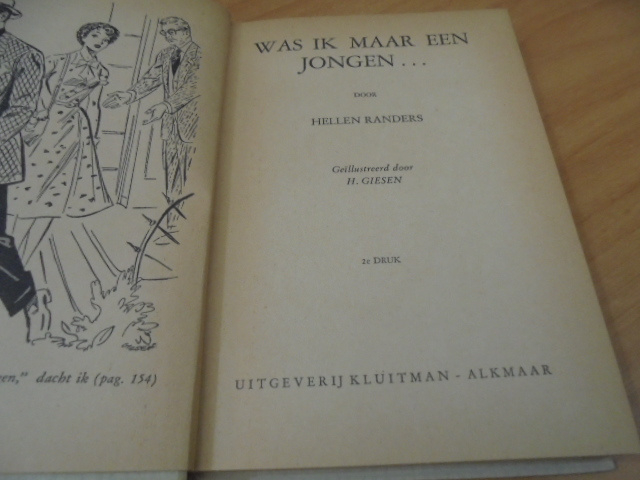 een," dacht ik (pag. 154)
WAS IK MAAR EEN
JONGEN...
DOOR
HELLEN RANDERS
Geïllustreerd door
H. GIESEN
2e DRUK
UITGEVERIJ KLUITMAN - ALKMAAR